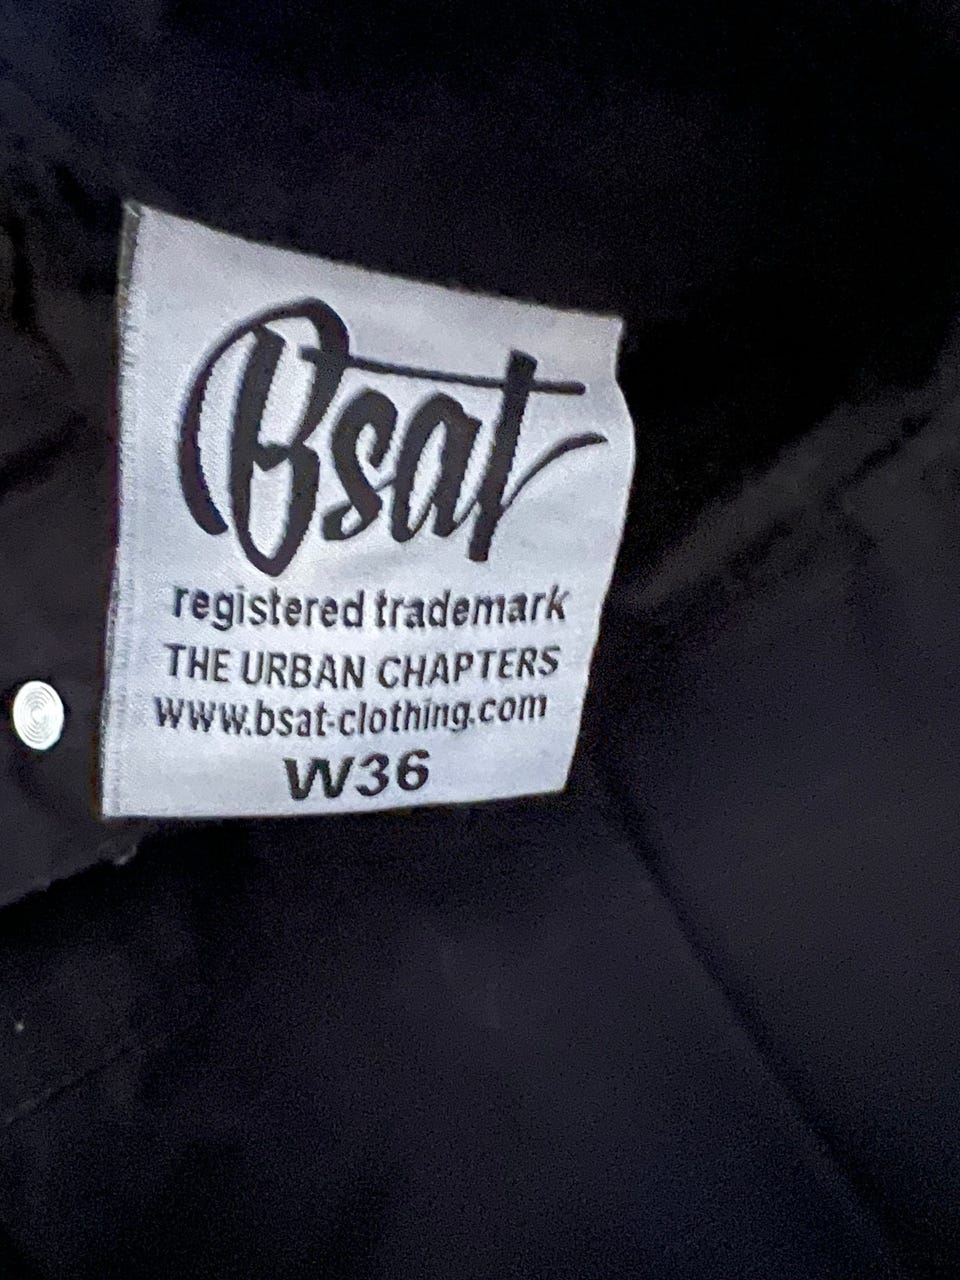 Bsat
registered trademark
THE URBAN CHAPTERS
www.bsat-clothing.com
W36